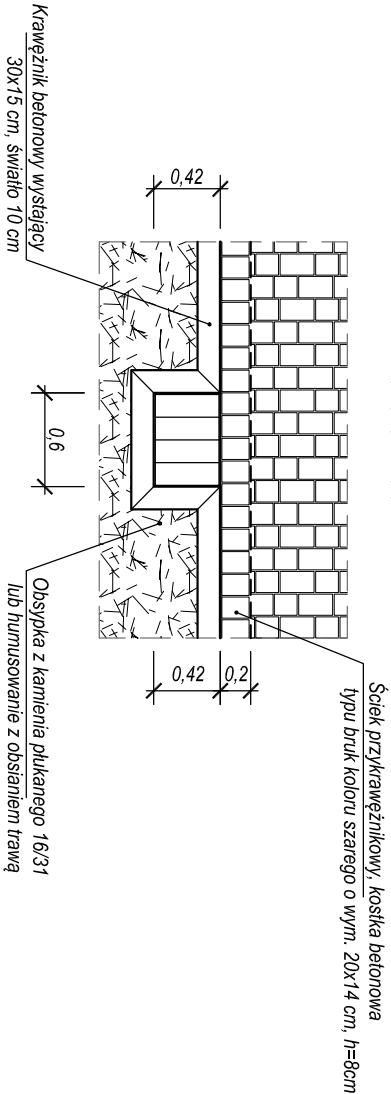 Ściek przykrawężnikowy, kostka betonowa
typu bruk koloru szarego o wym. 20x14 cm, h=8cm
0,42
0,42
0,2
0,6
Krawężnik betonowy wystający
30x15 cm, światło 10 cm
Obsypka z kamienia płukanego 16/31
lub humusowanie z obsianiem trawą